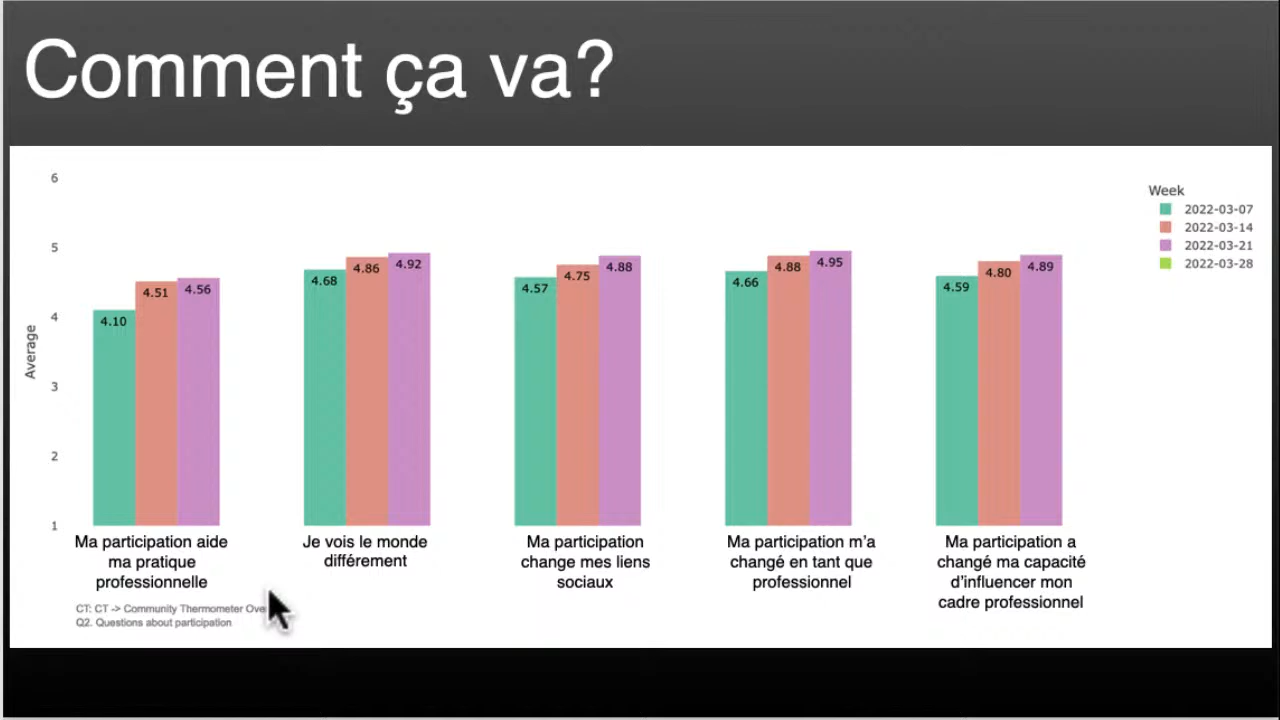 Comment ça va?
6
5
4
3
2
1
Average
Week
2022-03-07
2022-03-14
2022-03-21
2022-03-28
4.10
4.51
4.56
4.68
4.86
4.92
4.57
4.75
4.88
4.66
4.88
4.95
4.59
4.80
4.89
Ma participation aide
ma pratique
professionnelle
Je vois le monde
différement
Ma participation
change mes liens
sociaux
Ma participation m’a
changé en tant que
professionnel
Ma participation a
changé ma capacité
d’influencer mon
cadre professionnel
CT: CT -> Community Thermometer
Q2. Questions about participation